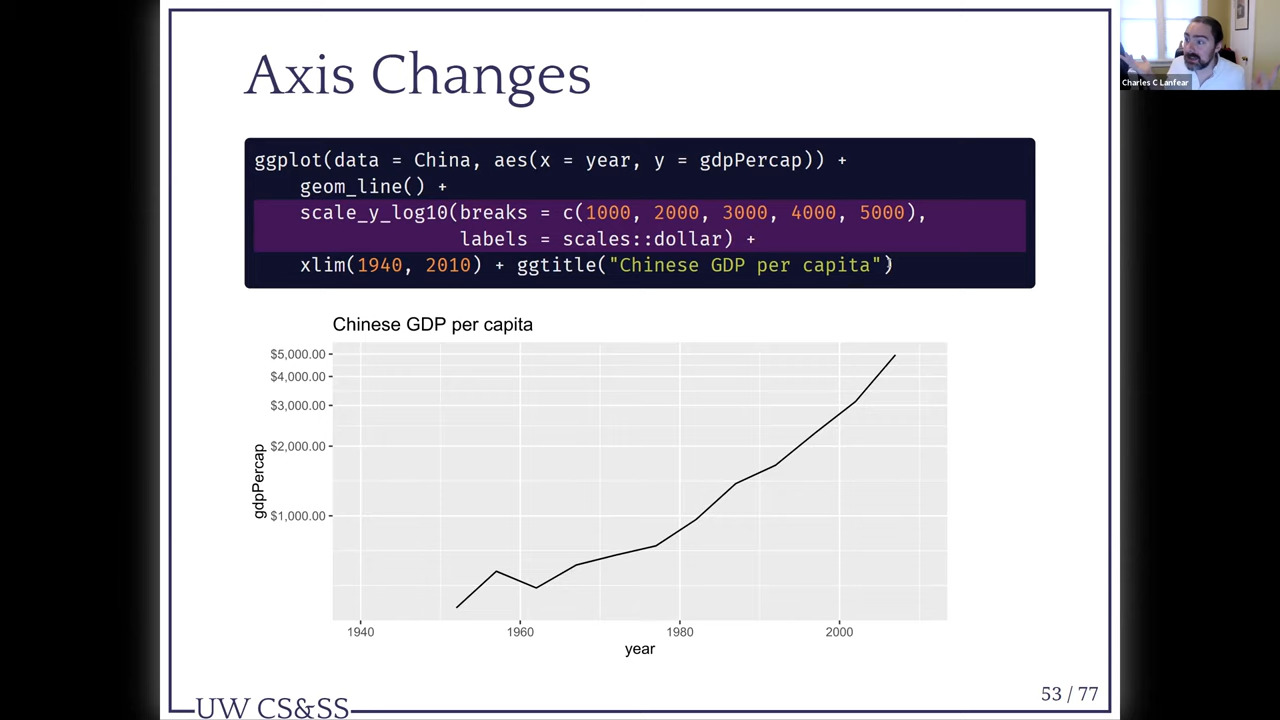 Axis Changes
Charles C Lanfear
ggplot(data = China, aes(x = year, y = gdpPercap)) +
geom_line() +
scale_y_log10(breaks = c(1000, 2000, 3000, 4000, 5000),
labels = scales::dollar) +
xlim(1940, 2010) + ggtitle("Chinese GDP per capita")
Chinese GDP per capita
$5,000.00
$4,000.00
$3,000.00
$2,000.00
$1,000.00
gdpPercap
1940 1960 1980 2000
year
53 / 77
UW CS&SS